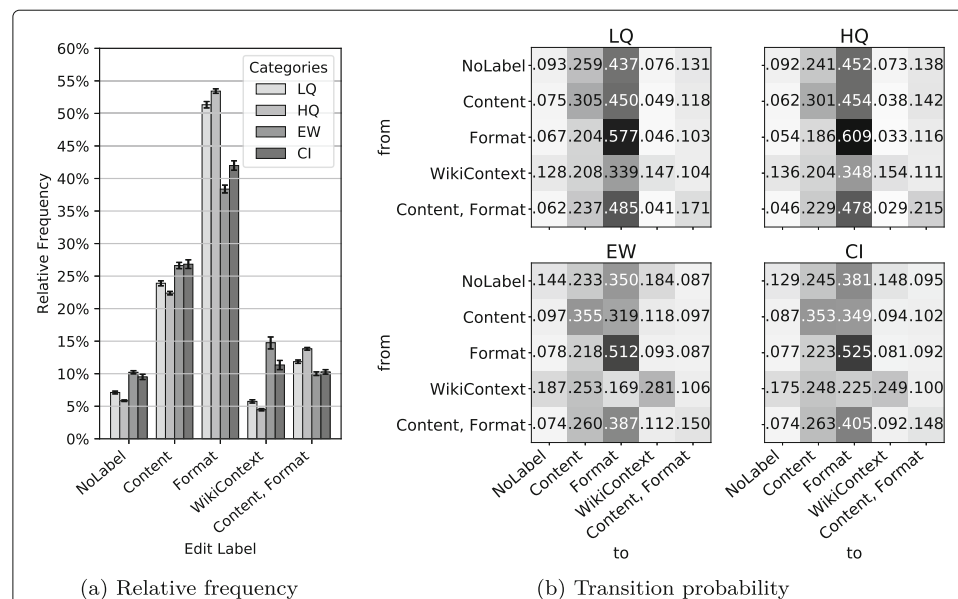 60%
55%
50%
45%
40%
35%
30%
25%
20%
15%
10%
5%
0%
Relative Frequency
Categories
LQ
HQ
EW
CI
NoLabel
Content
Format
WikiContext
Content, Format
Edit Label
(a) Relative frequency
LQ
HQ
from
NoLabel .093 .259 .437 .076 .131 .092 .241 .452 .073 .138
Content .075 .305 .450 .049 .118 .062 .301 .454 .038 .142
Format .067 .204 .577 .046 .103 .054 .186 .609 .033 .116
WikiContext .128 .208 .339 .147 .104 .136 .204 .348 .154 .111
Content, Format .062 .237 .485 .041 .171 .046 .229 .478 .029 .215
EW
CI
from
NoLabel .144 .233 .350 .184 .087 .129 .245 .381 .148 .095
Content .097 .355 .319 .118 .097 .087 .353 .349 .094 .102
Format .078 .218 .512 .093 .087 .077 .223 .525 .081 .092
WikiContext .187 .253 .169 .281 .106 .175 .248 .225 .249 .100
Content, Format .074 .260 .387 .112 .150 .074 .263 .405 .092 .148
NoLabel
Content
Format
WikiContext
Content, Format
to
NoLabel
Content
Format
WikiContext
Content, Format
to
(b) Transition probability